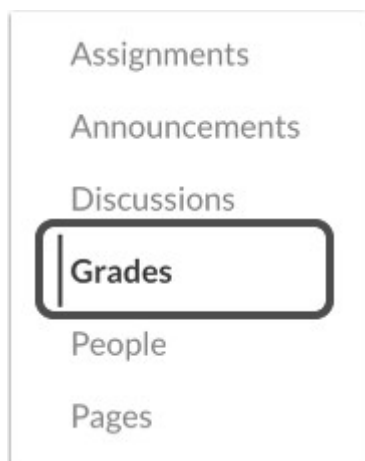 Assignments
Announcements
Discussions
Grades
People
Pages